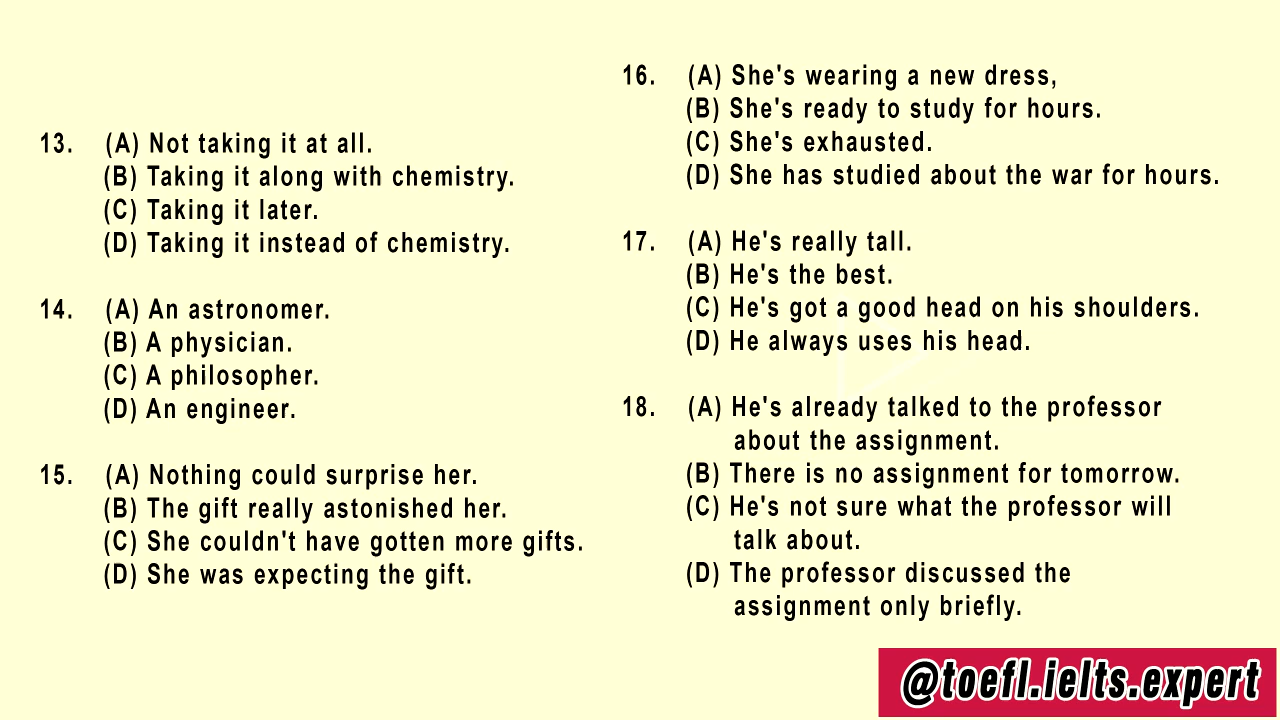 13. (A) Not taking it at all.
(B) Taking it along with chemistry.
(C) Taking it later.
(D) Taking it instead of chemistry.
14. (A) An astronomer.
(B) A physician.
(C) A philosopher.
(D) An engineer.
15. (A) Nothing could surprise her.
(B) The gift really astonished her.
(C) She couldn't have gotten more gifts.
(D) She was expecting the gift.
16. (A) She's wearing a new dress,
(B) She's ready to study for hours.
(C) She's exhausted.
(D) She has studied about the war for hours.
17. (A) He's really tall.
(B) He's the best.
(C) He's got a good head on his shoulders.
(D) He always uses his head.
18. (A) He's already talked to the professor
about the assignment.
(B) There is no assignment for tomorrow.
(C) He's not sure what the professor will
talk about.
(D) The professor discussed the
assignment only briefly.
@toefl.ielts.expert